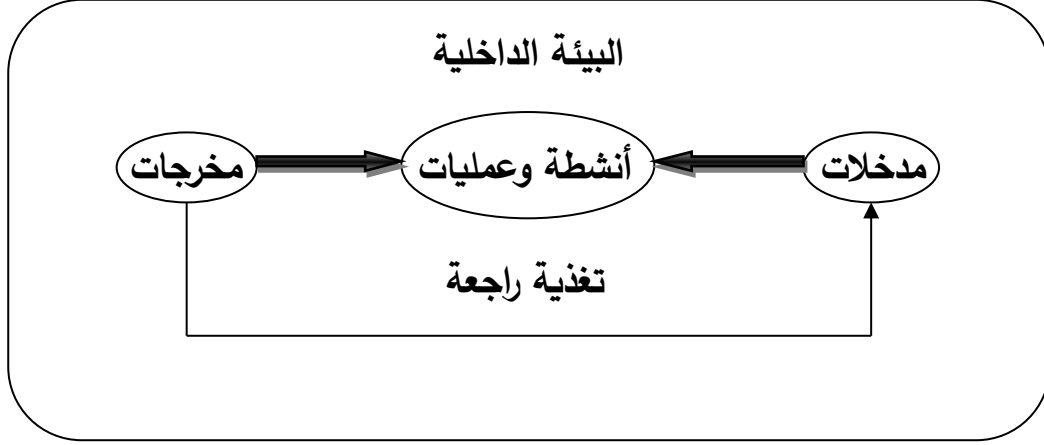 البيئة الداخلية
مدخلات
أنشطة وعمليات
مخرجات
تغذية راجعة